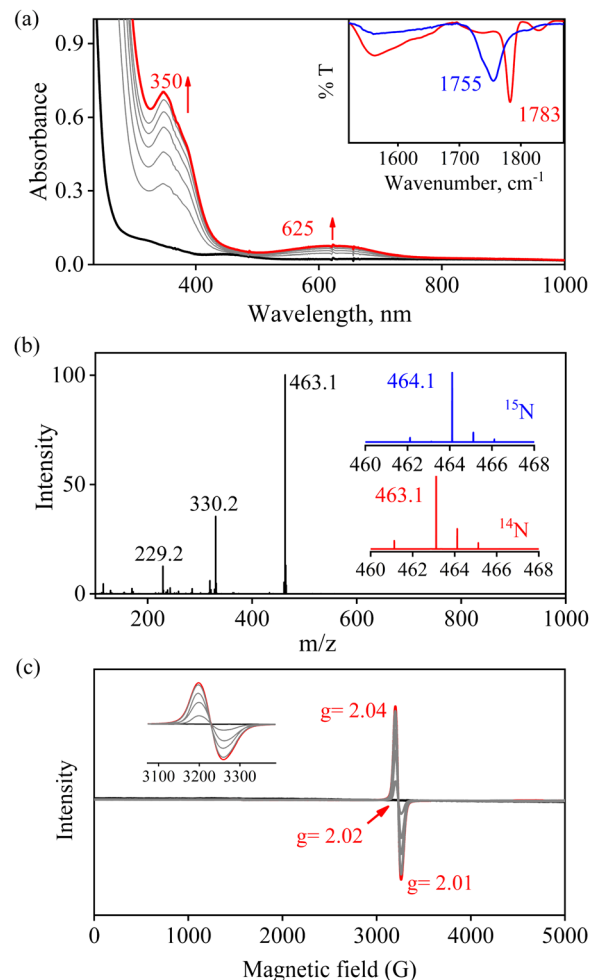 (a)
0.9
0.6
0.3
0.0
Absorbance
350
625
400
600
800
1000
Wavelength, nm
% T
1755
1783
1600
1700
1800
Wavenumber, cm-1
(b)
100
50
0
Intensity
463.1
330.2
229.2
464.1
15N
460 462 464 466 468
463.1
14N
460 462 464 466 468
200
400
600
800
1000
m/z
(c)
Intensity
3100 3200 3300
g= 2.04
g= 2.02
g= 2.01
0
1000
2000
3000
4000
5000
Magnetic field (G)